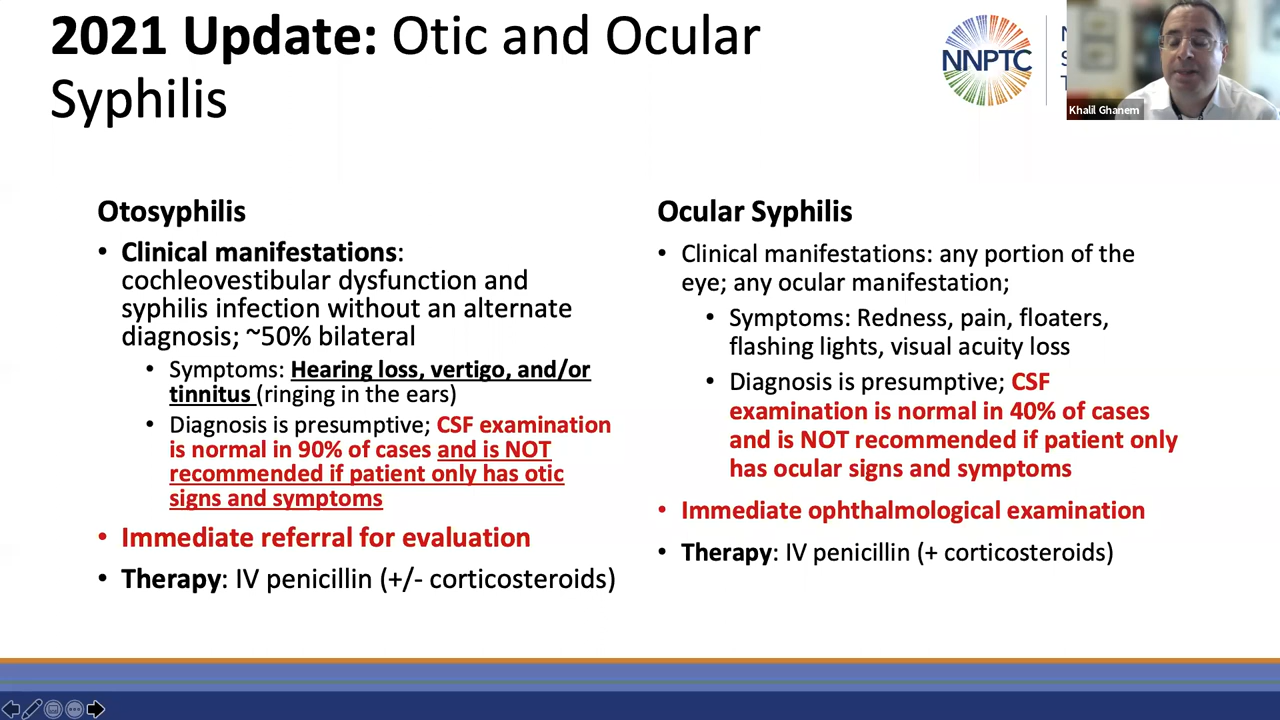 2021 Update: Otic and Ocular
Syphilis
NNPTC
N
S
T
Khalil Ghanem
Otosyphilis
• Clinical manifestations:
cochleovestibular dysfunction and
syphilis infection without an alternate
diagnosis; ~50% bilateral
• Symptoms: Hearing loss, vertigo, and/or
tinnitus (ringing in the ears)
• Diagnosis is presumptive; CSF examination
is normal in 90% of cases and is NOT
recommended if patient only has otic
signs and symptoms
• Immediate referral for evaluation
• Therapy: IV penicillin (+/- corticosteroids)
Ocular Syphilis
• Clinical manifestations: any portion of the
eye; any ocular manifestation;
• Symptoms: Redness, pain, floaters,
flashing lights, visual acuity loss
• Diagnosis is presumptive; CSF
examination is normal in 40% of cases
and is NOT recommended if patient only
has ocular signs and symptoms
• Immediate ophthalmological examination
• Therapy: IV penicillin (+ corticosteroids)